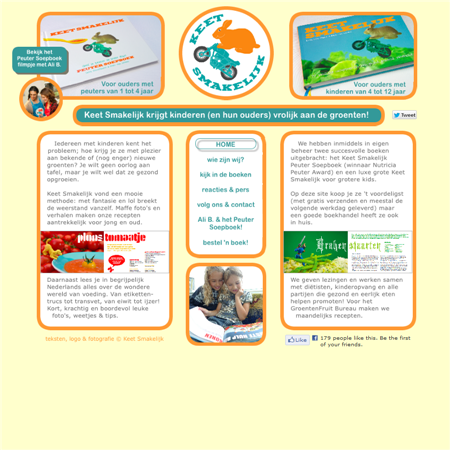 KEETSMAKELIJK
PEUTER SOEPBOEK
Voor ouders met
peuters van 1 tot 4 jaar
KEET
SMAKELIJK
KEET
SMAKELIJK
Voor ouders met
kinderen van 4 tot 12 jaar
Bekijk het
Peuter Soepboek
filmpje met Ali B.
Keet Smakelijk krijgt kinderen (en hun ouders) vrolijk aan de groenten!
Tweet
Iedereen met kinderen kent het
probleem; hoe krijg je ze met plezier
aan bekende of (nog enger) nieuwe
groenten? Je wilt geen oorlog aan
tafel, maar je wilt wel dat ze gezond
opgroeien.
Keet Smakelijk vond een mooie
methode: met fantasie en lol breekt
de weerstand vanzelf. Maffe foto's en
verhalen maken onze recepten
aantrekkelijk voor jong en oud.
pluus tomaatje
Daarnaast lees je in begrijpelijk
Nederlands alles over de wondere
wereld van voeding. Van etiketten-
trucs tot transvet, van eiwit tot ijzer!
Kort, krachtig en boordevol leuke
foto's, weetjes & tips.
HOME
wie zijn wij?
kijk in de boeken
reacties & pers
volg ons & contact
Ali B. & het Peuter
Soepboek!
bestel 'n boek!
We hebben inmiddels in eigen
beheer twee succesvolle boeken
uitgebracht: het Keet Smakelijk
Peuter Soepboek (winnaar Nutricia
Peuter Award) en een luxe grote Keet
Smakelijk voor grotere kids.
Op deze site koop je ze 't voordeligst
(met gratis verzenden en meestal de
volgende werkdag geleverd) maar
een goede boekhandel heeft ze ook
in huis.
We geven lezingen en werken samen
met diëtisten, kinderopvang en alle
partijen die gezond en eerlijk eten
helpen promoten! Voor het
GroentenFruit Bureau maken we
maandelijks recepten.
teksten, logo & fotografie © Keet Smakelijk
Like
179 people like this. Be the first
of your friends.